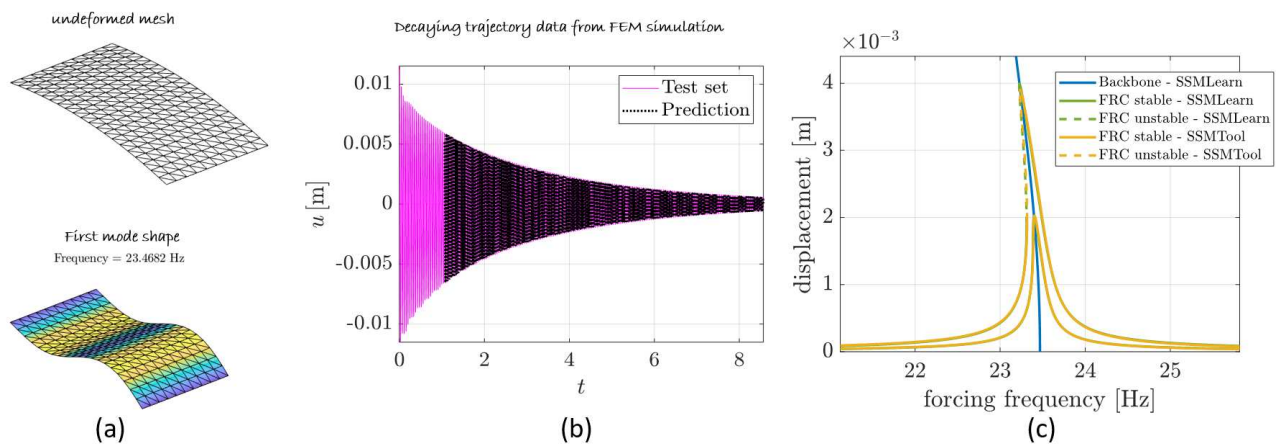 undeformed mesh
First mode shape
Frequency = 23.4682 Hz
(a)
Decaying trajectory data from FEM simulation
0.01
0.005
0
-0.005
-0.01
u [m]
Test set
Prediction
0 2 4 6 8
t
(b)
×10⁻³
4
3
2
1
0
displacement [m]
Backbone - SSMLearn
FRC stable - SSMLearn
FRC unstable - SSMLearn
FRC stable - SSMTool
FRC unstable - SSMTool
22 23 24 25
forcing frequency [Hz]
(c)